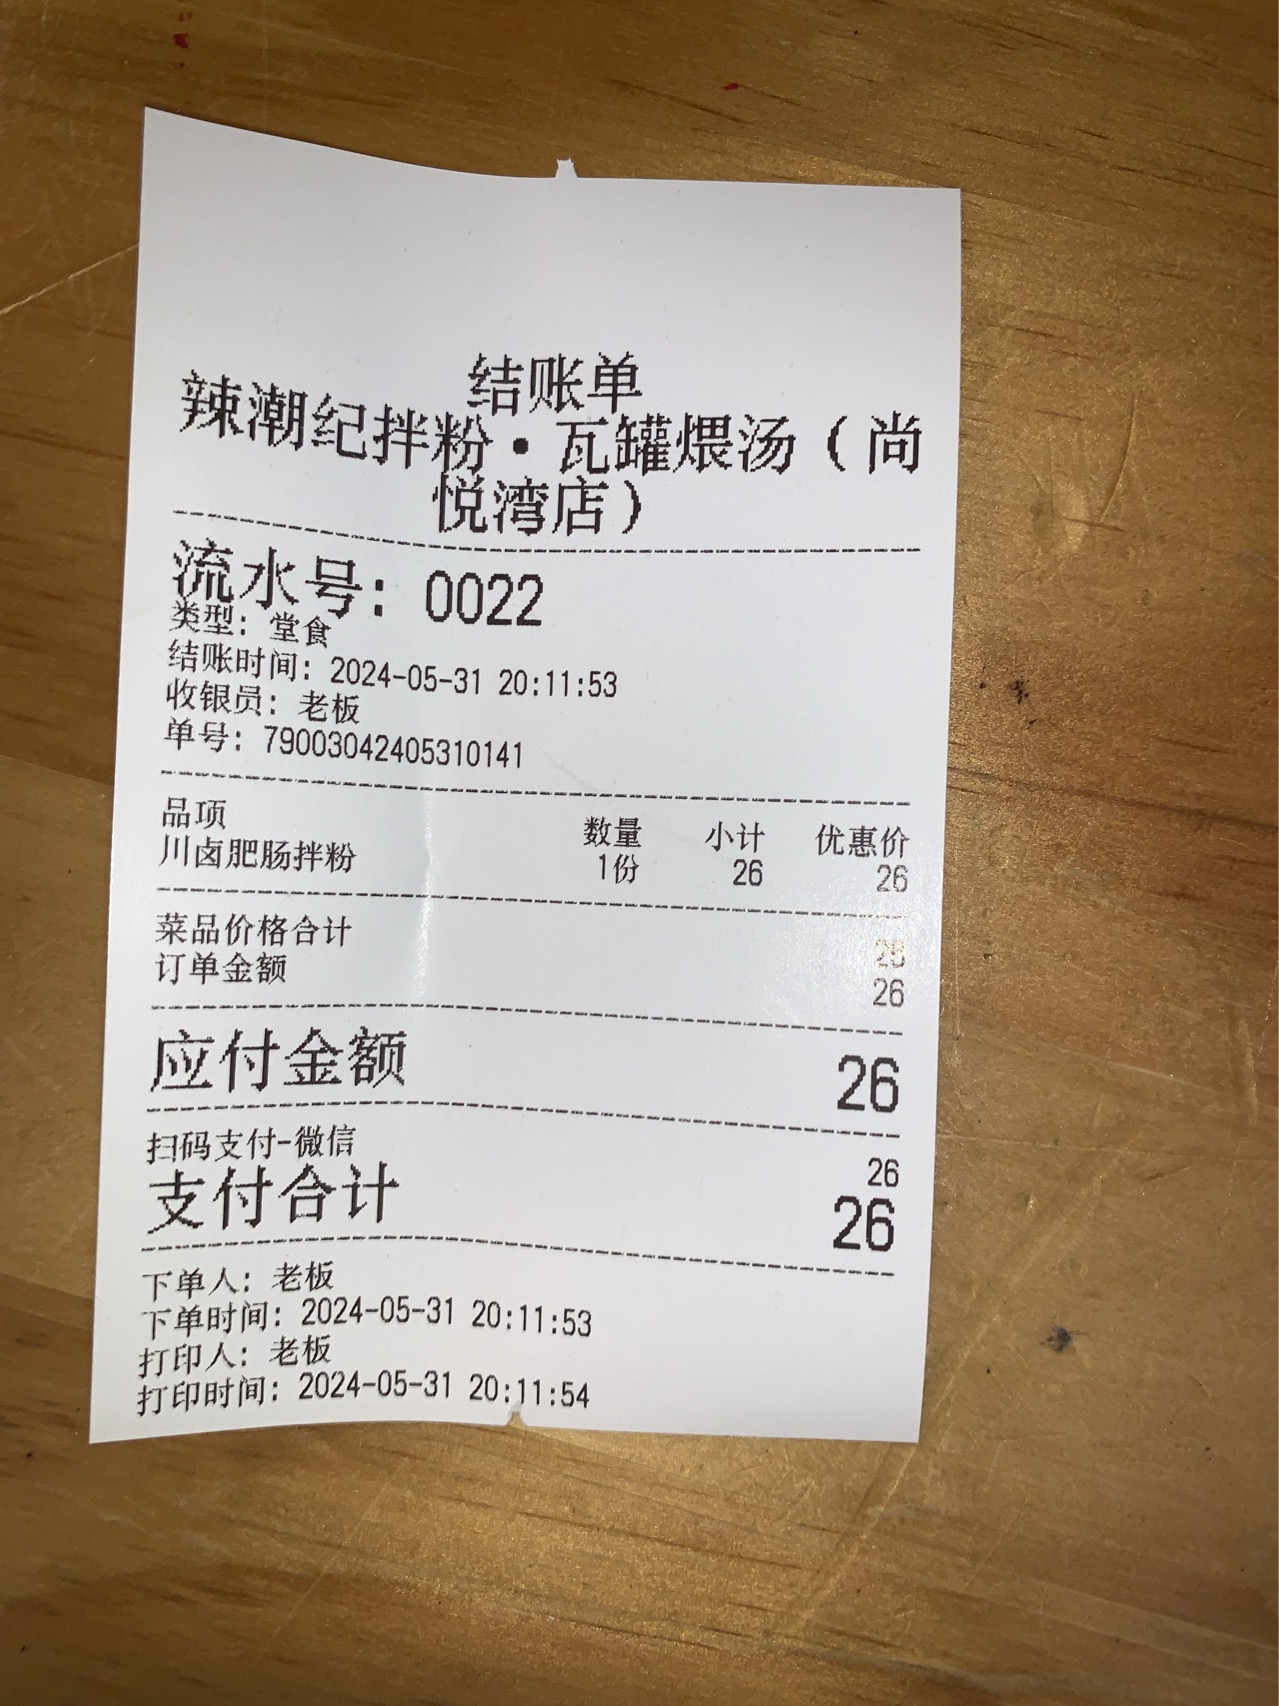 结账单
辣潮纪拌粉·瓦罐煨汤（尚
悦湾店）
流水号：0022
类型：堂食
结账时间：2024-05-31 20:11:53
收银员：老板
单号：79003042405310141
品项 数量 小计 优惠价
川卤肥肠拌粉 1份 26 26
菜品价格合计 26
订单金额 26
应付金额 26
扫码支付-微信 26
支付合计 26
下单人：老板
下单时间：2024-05-31 20:11:53
打印人：老板
打印时间：2024-05-31 20:11:54